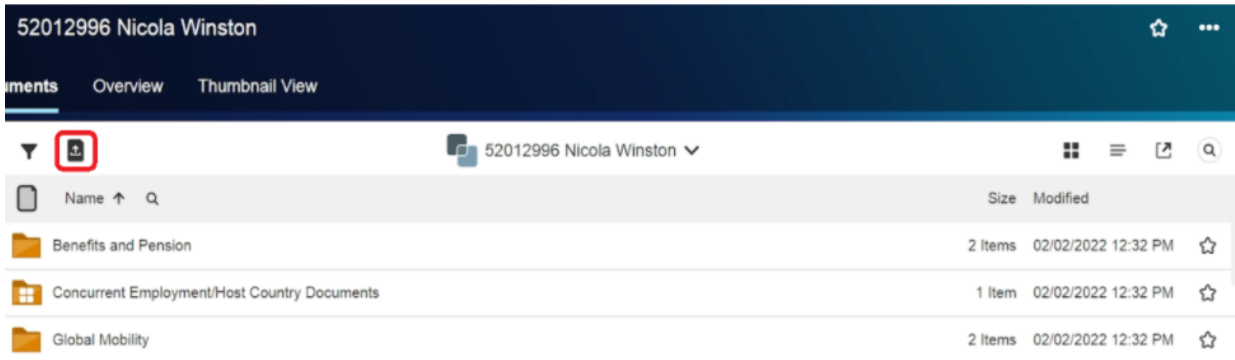 52012996 Nicola Winston
uments Overview Thumbnail View
52012996 Nicola Winston
Name Size Modified
Benefits and Pension 2 Items 02/02/2022 12:32 PM
Concurrent Employment/Host Country Documents 1 Item 02/02/2022 12:32 PM
Global Mobility 2 Items 02/02/2022 12:32 PM